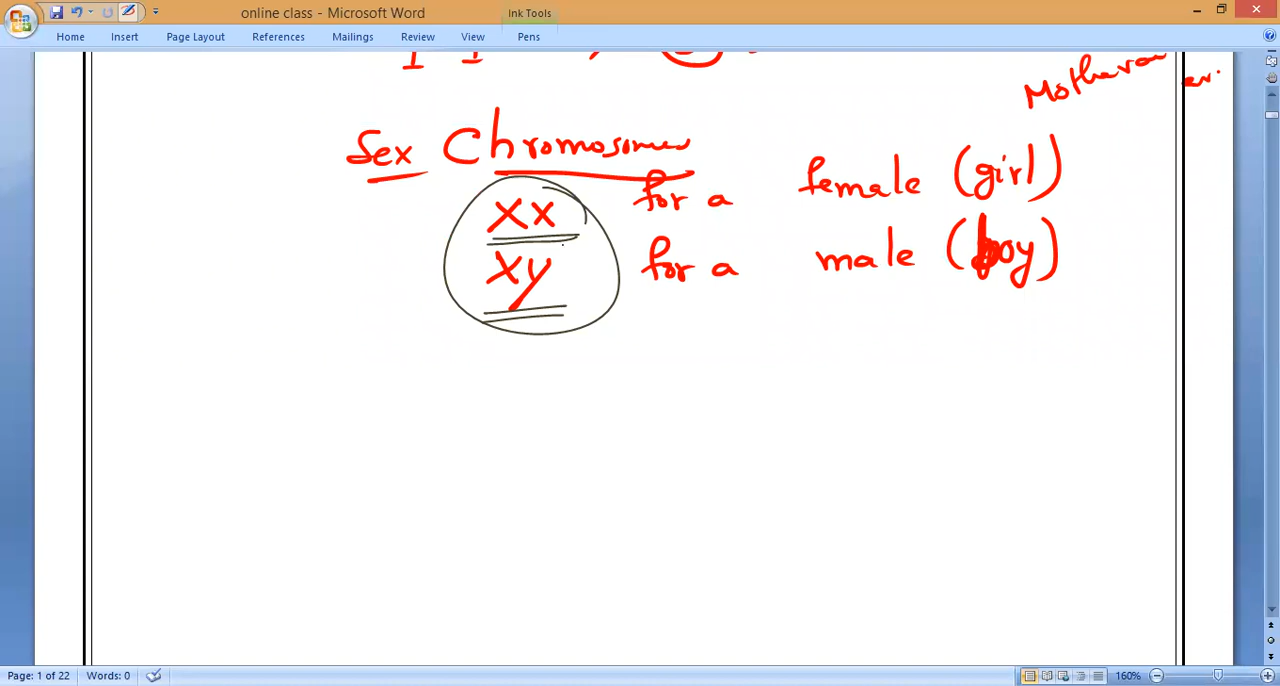 online class - Microsoft Word
Ink Tools
Home Insert Page Layout References Mailings Review View Pens
Sex Chromosomes
XX for a female (girl)
XY for a male (boy)
Page: 1 of 22 Words: 0 160%